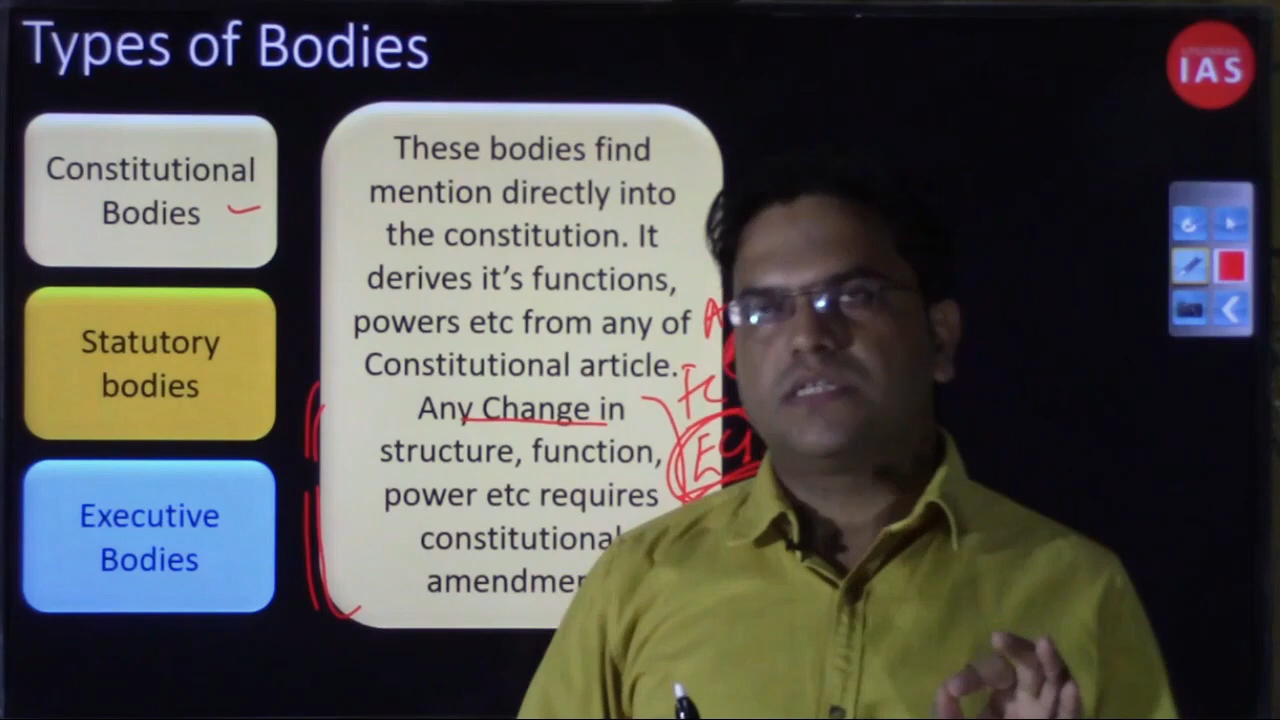 Types of Bodies
IAS
Constitutional
Bodies
Statutory
bodies
Executive
Bodies
These bodies find
mention directly into
the constitution. It
derives it's functions,
powers etc from any of
Constitutional article.
Any Change in
structure, function,
power etc requires
constitutional
A
FC